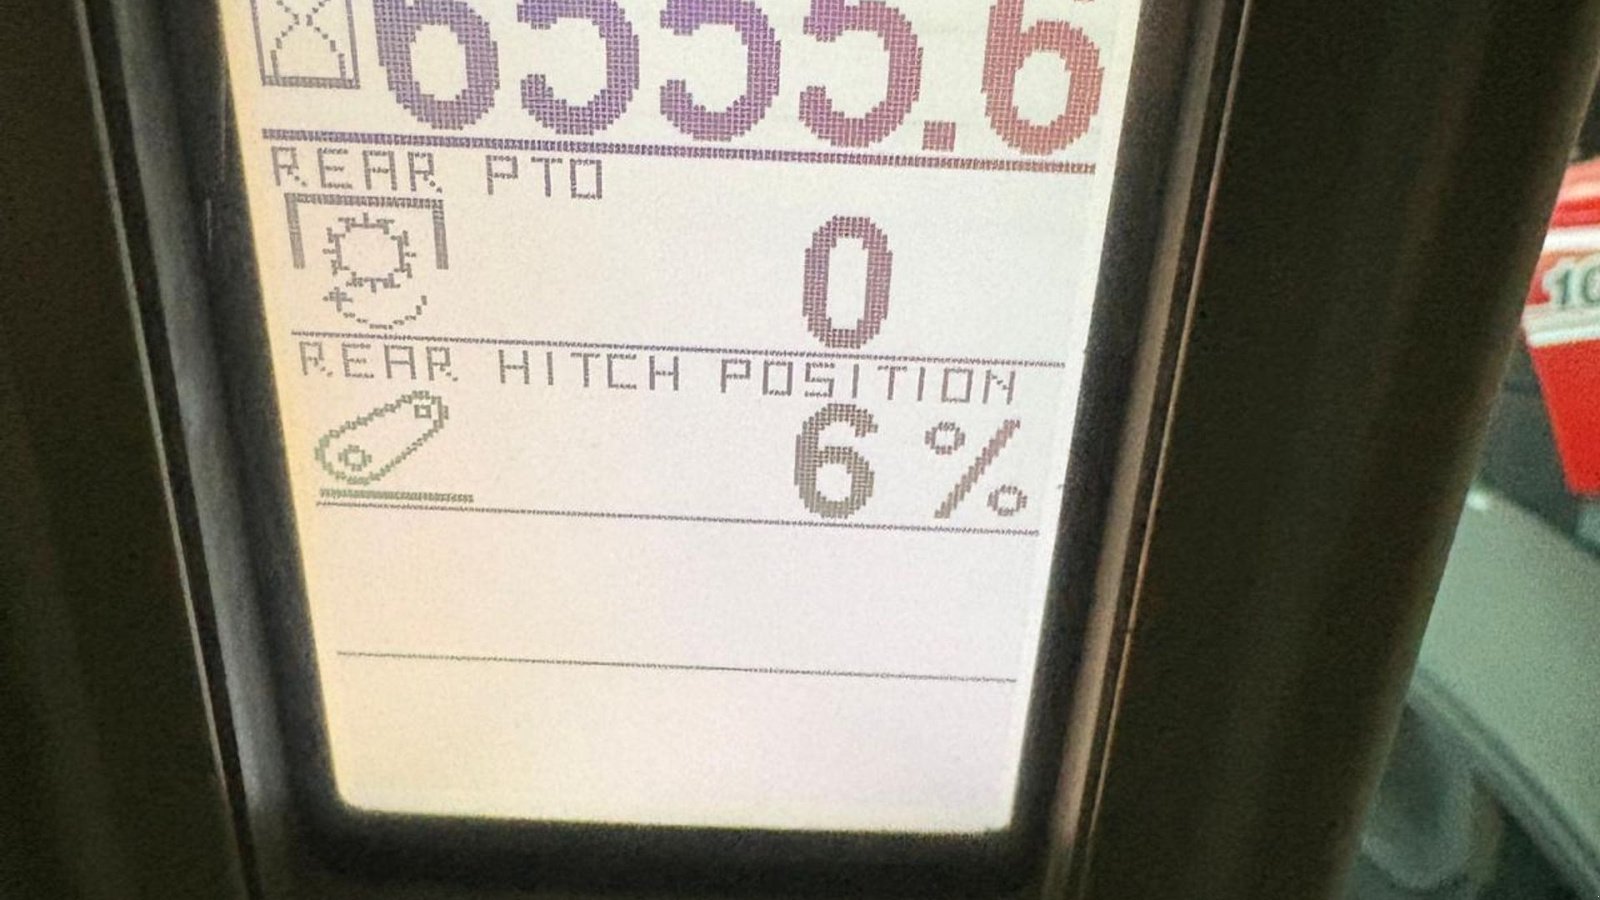 6555.6
REAR PTO
0
REAR HITCH POSITION
6 %